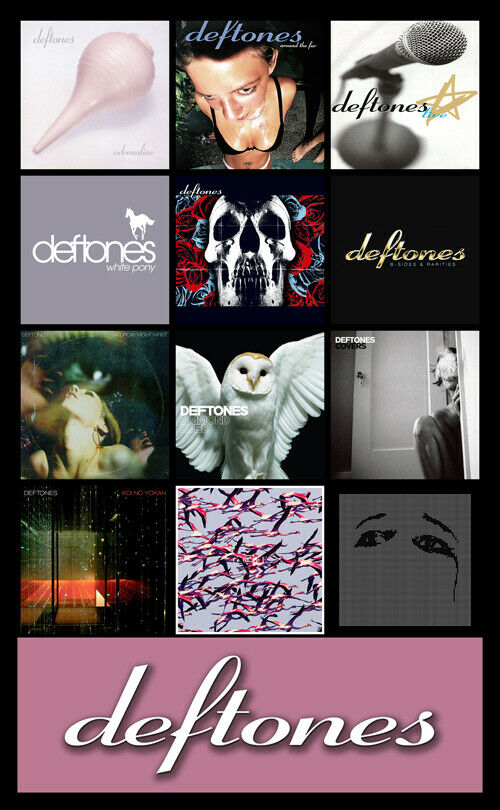 deftones
adrenaline
deftones
around the fur
deftones
live
deftones
white pony
deftones
deftones
B-SIDES & RARITIES
DEFTONES
SATURDAY NIGHT WRIST
DEFTONES
DIAMOND
EYES
DEFTONES
COVERS
DEFTONES
KOI NO YOKAN
deftones